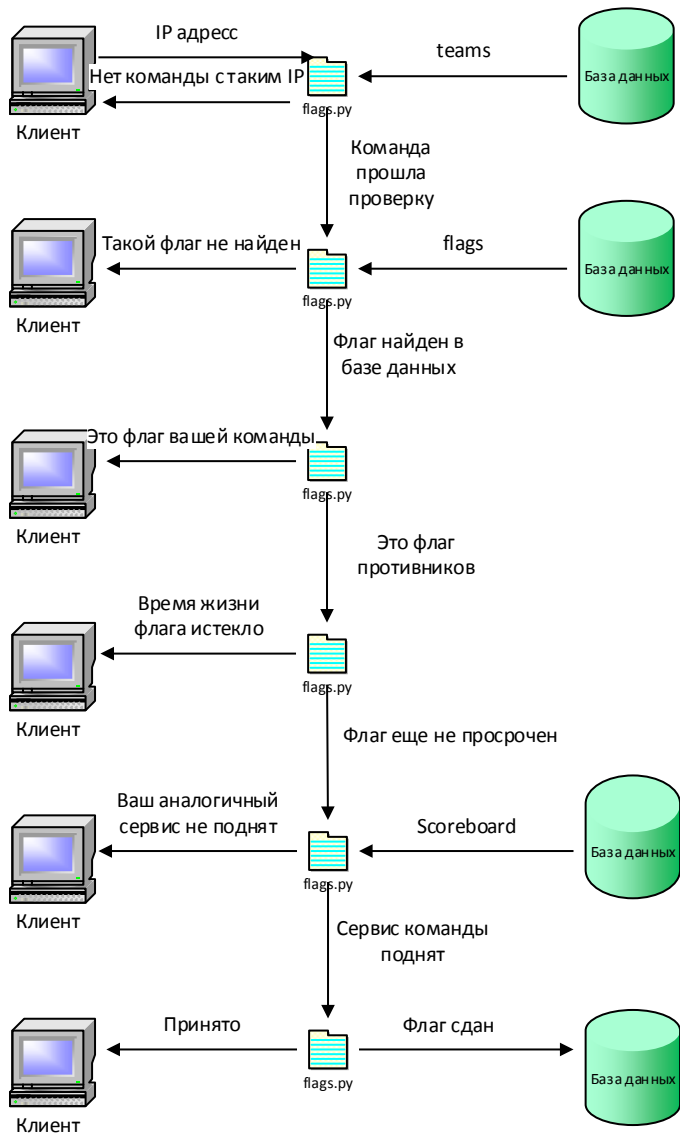 IP адресс
teams
Нет команды с таким IP
База данных
flags.py
Клиент
Команда
прошла
проверку
Такой флаг не найден
flags
База данных
flags.py
Клиент
Флаг найден в
базе данных
Это флаг вашей команды
flags.py
Клиент
Это флаг
противников
Время жизни
флага истекло
flags.py
Клиент
Флаг еще не просрочен
Ваш аналогичный
сервис не поднят
Scoreboard
База данных
flags.py
Клиент
Сервис команды
поднят
Принято
Флаг сдан
База данных
flags.py
Клиент